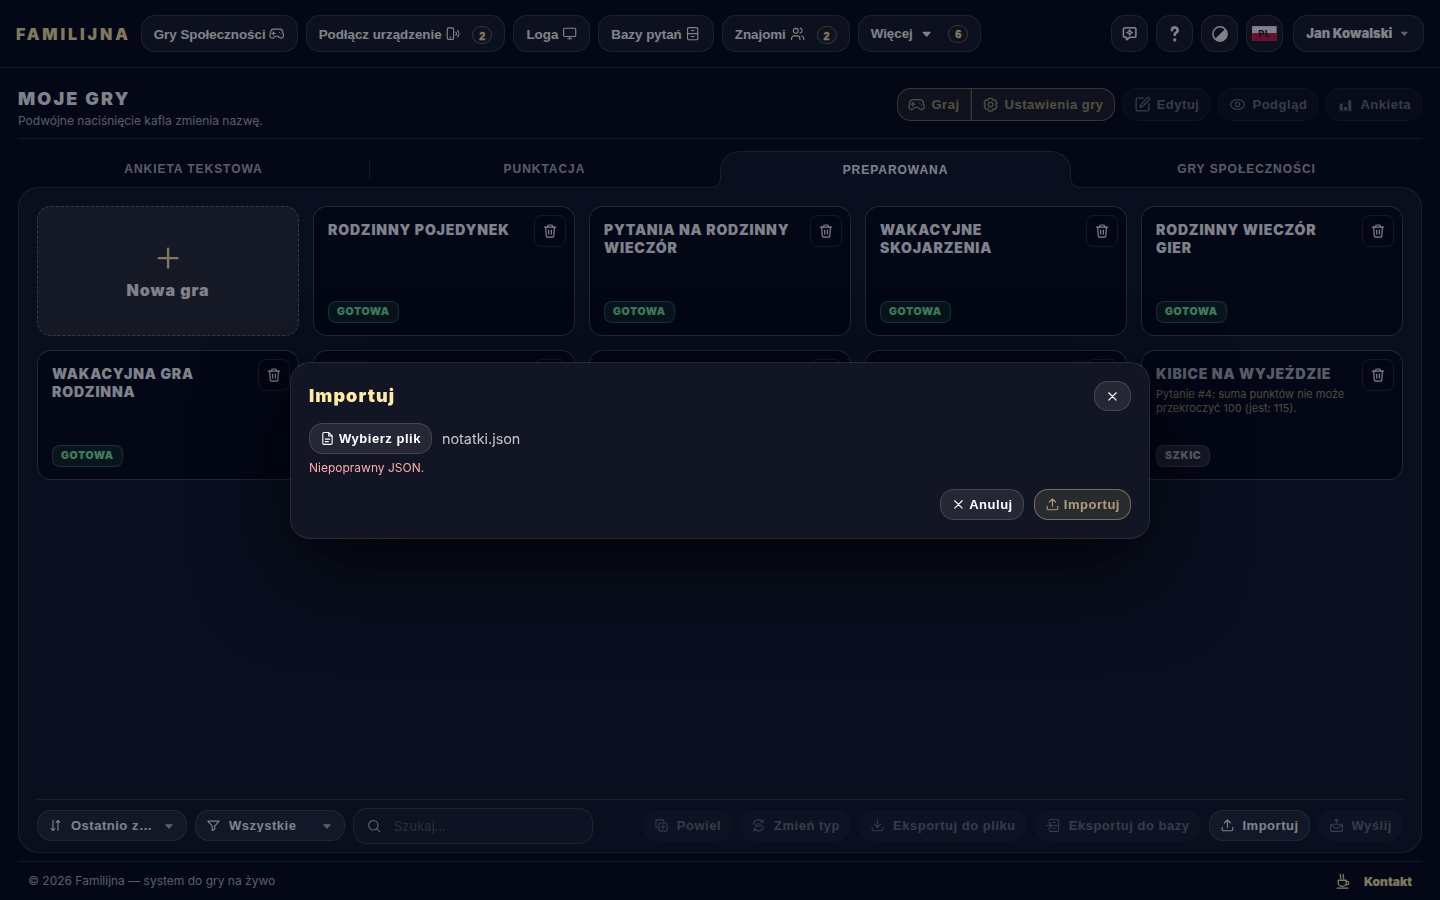 FAMILIJNA
Gry Społeczności
Podłącz urządzenie 2
Loga
Bazy pytań
Znajomi 2
Więcej 6
?
PL
Jan Kowalski
MOJE GRY
Podwójne naciśnięcie kafla zmienia nazwę.
Graj
Ustawienia gry
Edytuj
Podgląd
Ankieta
ANKIETA TEKSTOWA
PUNKTACJA
PREPAROWANA
GRY SPOŁECZNOŚCI
Nowa gra
RODZINNY POJEDYNEK
GOTOWA
PYTANIA NA RODZINNY
WIECZÓR
GOTOWA
WAKACYJNE
SKOJARZENIA
GOTOWA
RODZINNY WIECZÓR
GIER
GOTOWA
WAKACYJNA GRA
RODZINNA
GOTOWA
KIBICE NA WYJEŹDZIE
Pytanie #4: suma punktów nie może
przekroczyć 100 (jest: 115).
SZKIC
Importuj
Wybierz plik
notatki.json
Niepoprawny JSON.
Anuluj
Importuj
Ostatnio z...
Wszystkie
Szukaj...
Powiel
Zmień typ
Eksportuj do pliku
Eksportuj do bazy
Importuj
Wyślij
© 2026 Familijna — system do gry na żywo
Kontakt